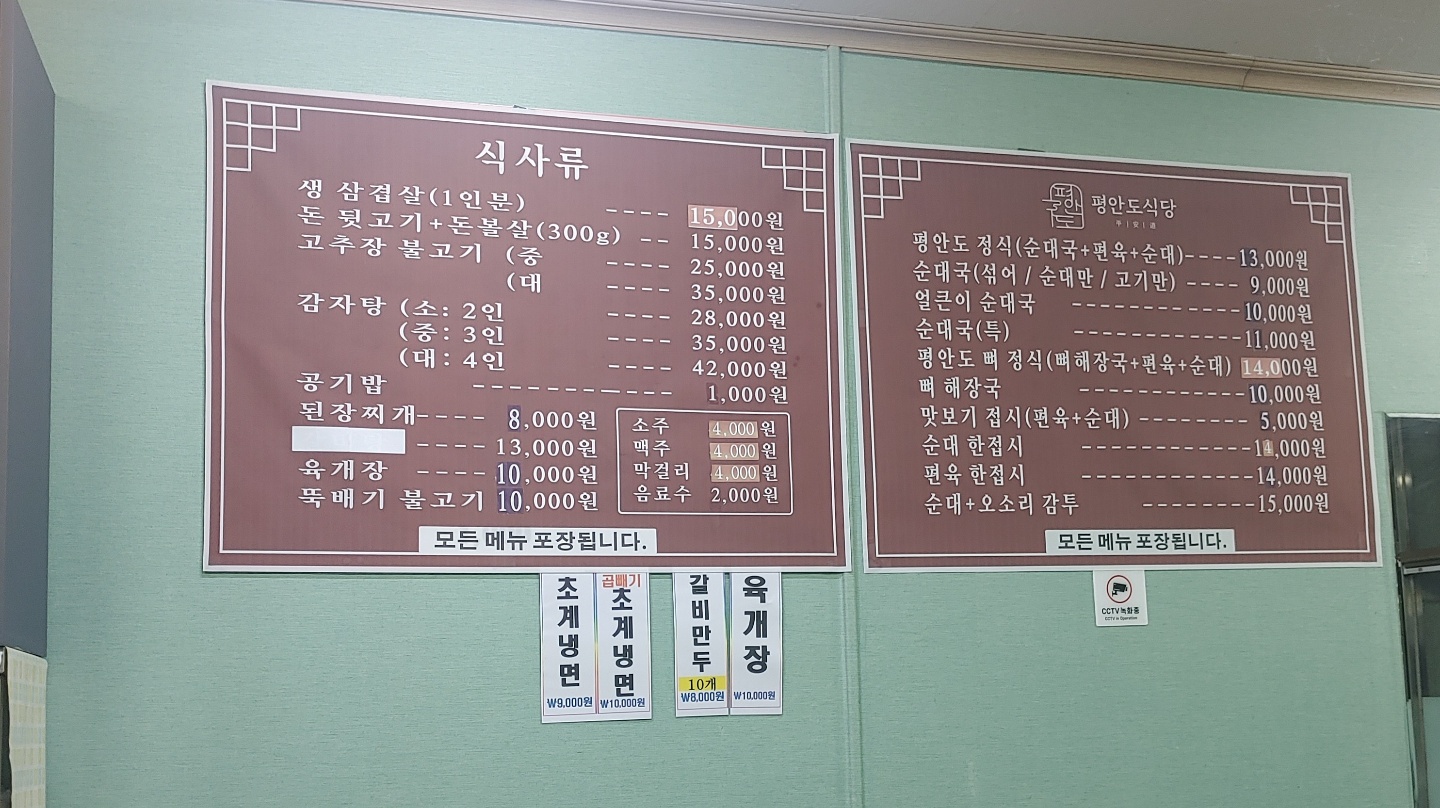 식사류
생 삼겹살(1인분) ---- 15,000원
돈 뒷고기+돈볼살(300g) -- 15,000원
고추장 불고기 (중 ---- 25,000원
(대 ---- 35,000원
감자탕 (소: 2인 ---- 28,000원
(중: 3인 ---- 35,000원
(대: 4인 ---- 42,000원
공기밥 ------------- 1,000원
된장찌개---- 8,000원
---- 13,000원
육개장 ---- 10,000원
뚝배기 불고기 10,000원
소주 4,000원
맥주 4,000원
막걸리 4,000원
음료수 2,000원
모든 메뉴 포장됩니다.
평안도
평안도식당
平|安|道
평안도 정식(순대국+편육+순대)----13,000원
순대국(섞어 / 순대만 / 고기만) ---- 9,000원
얼큰이 순대국 ------------ 10,000원
순대국(특) ------------ 11,000원
평안도 뼈 정식(뼈해장국+편육+순대) 14,000원
뼈 해장국 ------------ 10,000원
맛보기 접시(편육+순대) -------- 5,000원
순대 한접시 ------------ 14,000원
편육 한접시 ------------ 14,000원
순대+오소리 감투 --------15,000원
모든 메뉴 포장됩니다.
초계냉면
₩9,000원
곱빼기
초계냉면
₩10,000원
갈비만두
10개
₩8,000원
육개장
₩10,000원
CCTV 녹화중
CCTV in Operation